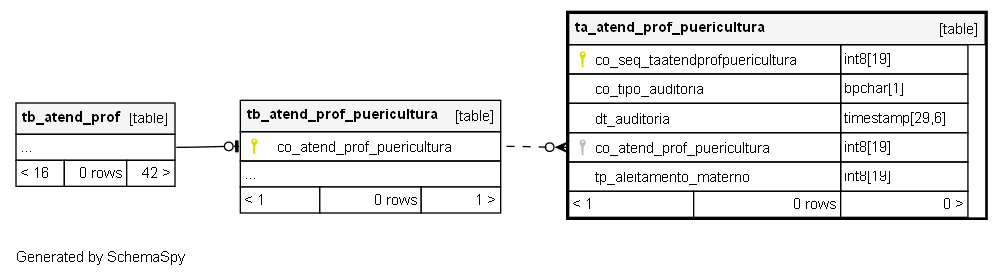 ta_atend_prof_puericultura [table]
co_seq_taatendprofpuericultura int8[19]
co_tipo_auditoria bpchar[1]
dt_auditoria timestamp[29,6]
co_atend_prof_puericultura int8[19]
tp_aleitamento_materno int8[19]
< 1 0 rows 0 >
tb_atend_prof_puericultura [table]
co_atend_prof_puericultura
...
< 1 0 rows 1 >
tb_atend_prof [table]
...
< 16 0 rows 42 >
Generated by SchemaSpy